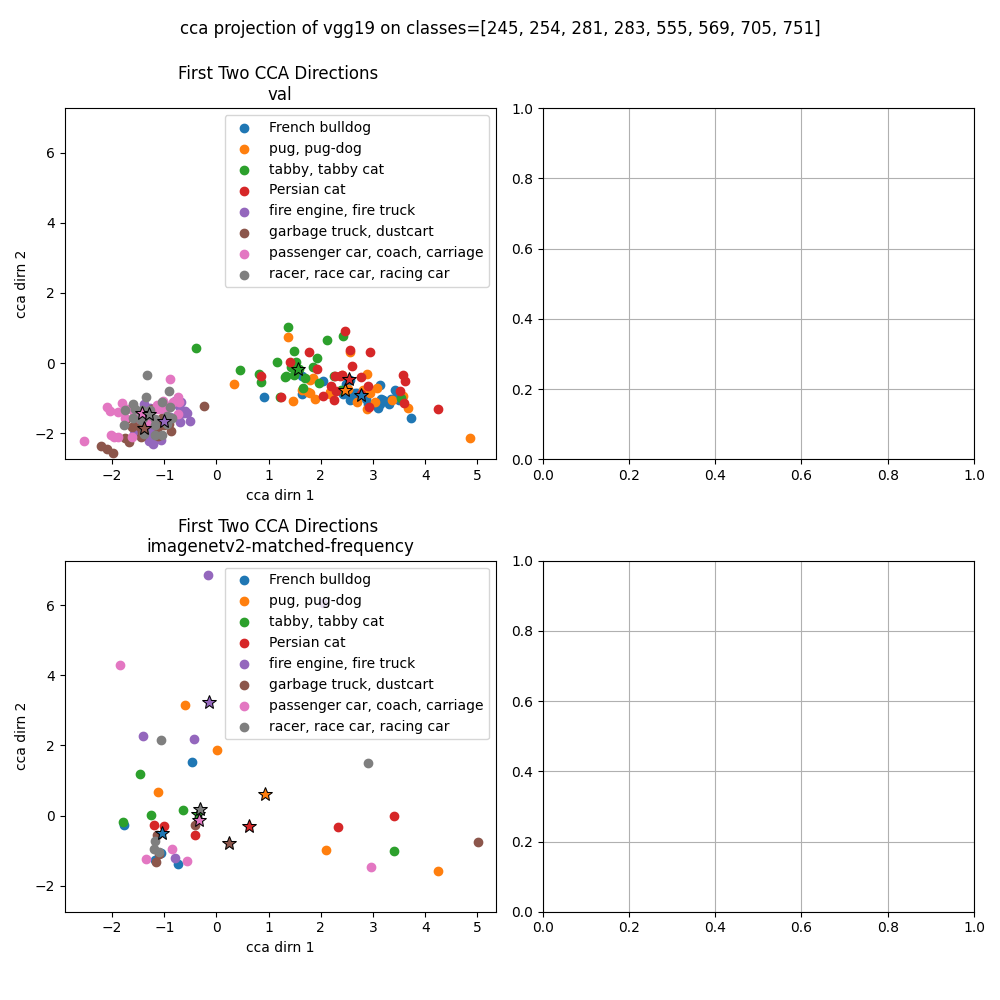 cca projection of vgg19 on classes=[245, 254, 281, 283, 555, 569, 705, 751]
First Two CCA Directions
val
French bulldog
pug, pug-dog
tabby, tabby cat
Persian cat
fire engine, fire truck
garbage truck, dustcart
passenger car, coach, carriage
racer, race car, racing car
6
4
2
0
−2
cca dirn 2
−2 −1 0 1 2 3 4 5
cca dirn 1
1.0
0.8
0.6
0.4
0.2
0.0
0.0 0.2 0.4 0.6 0.8 1.0
First Two CCA Directions
imagenetv2-matched-frequency
French bulldog
pug, pug-dog
tabby, tabby cat
Persian cat
fire engine, fire truck
garbage truck, dustcart
passenger car, coach, carriage
racer, race car, racing car
6
4
2
0
−2
cca dirn 2
−2 −1 0 1 2 3 4 5
cca dirn 1
1.0
0.8
0.6
0.4
0.2
0.0
0.0 0.2 0.4 0.6 0.8 1.0